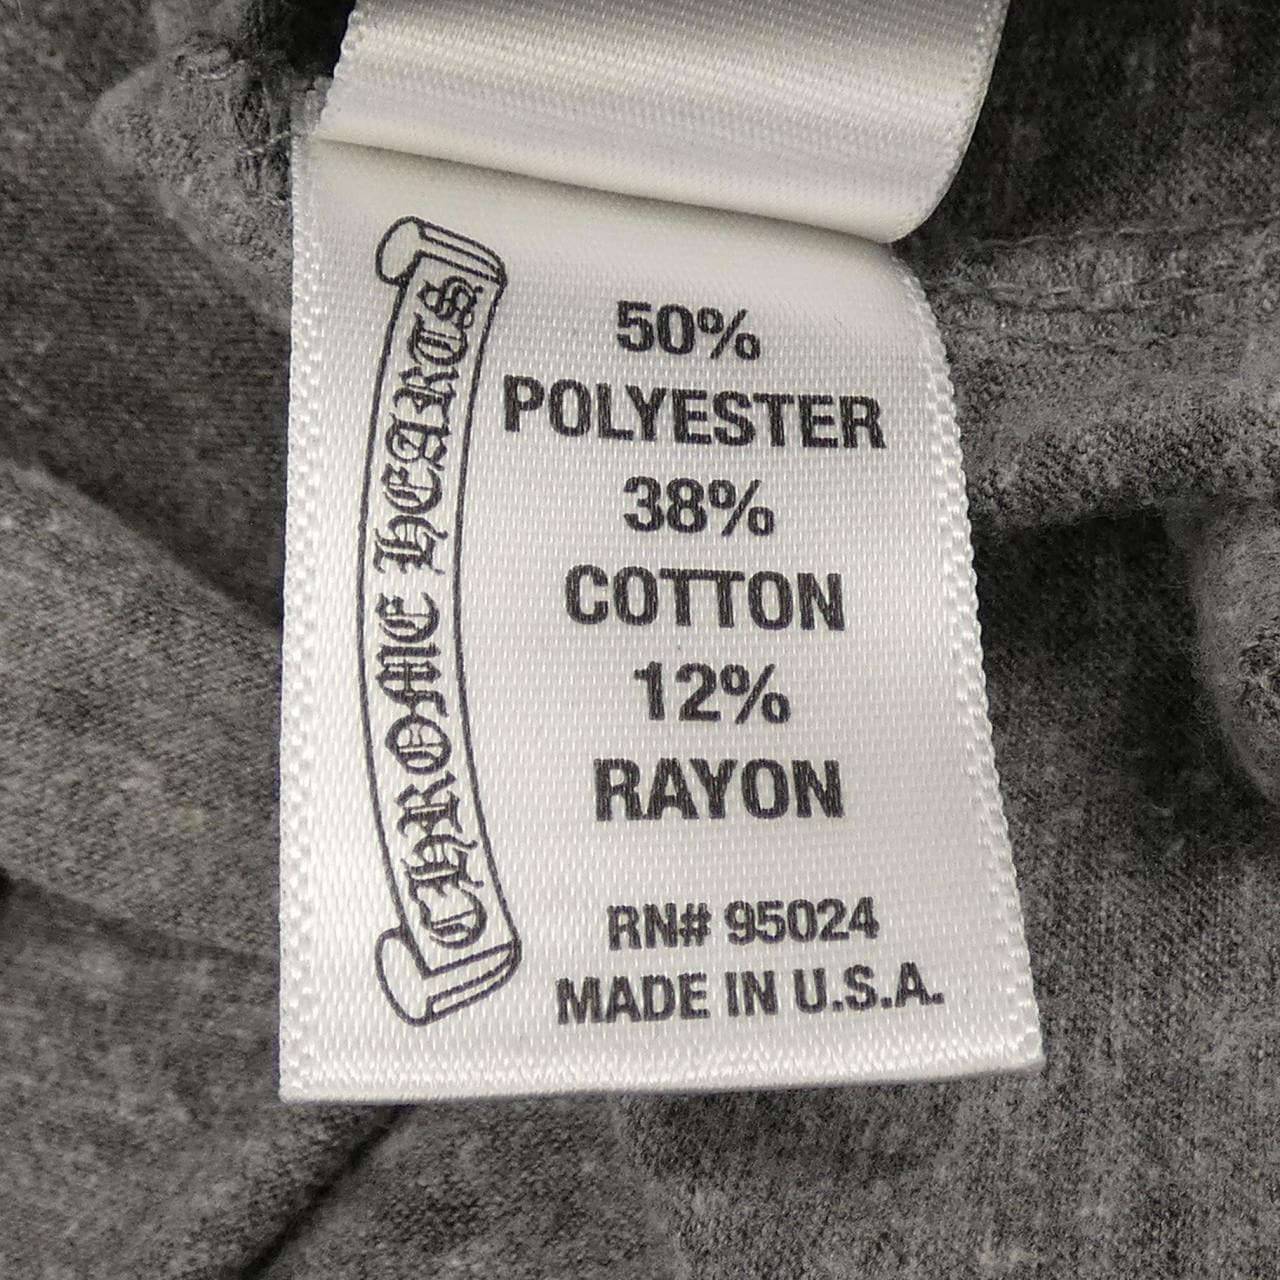 CHROME HEARTS
50%
POLYESTER
38%
COTTON
12%
RAYON
RN# 95024
MADE IN U.S.A.